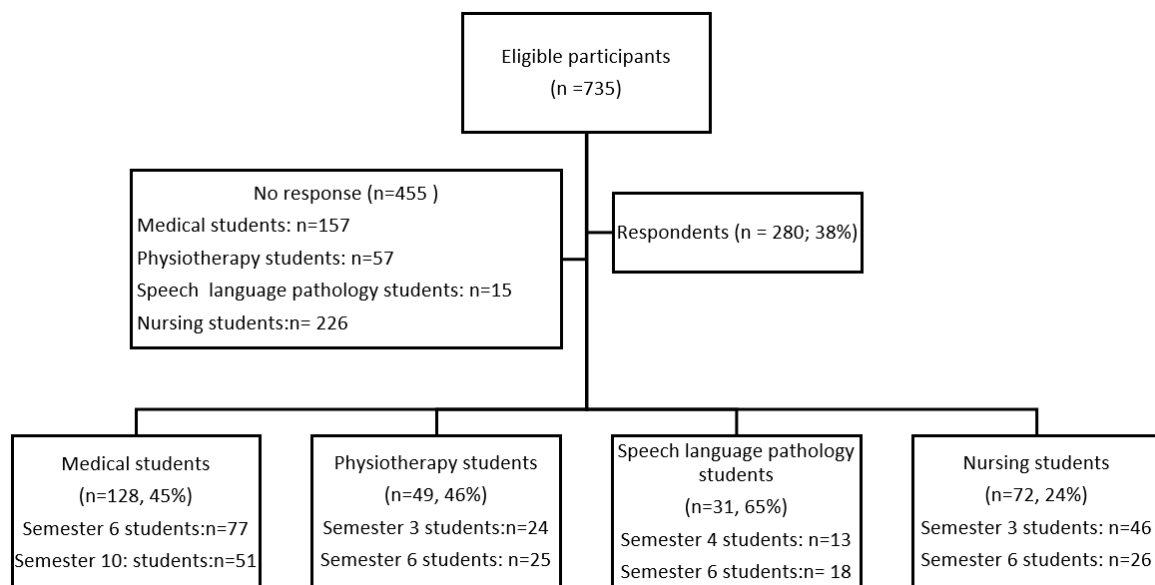 Eligible participants
(n =735)
No response (n=455 )
Medical students: n=157
Physiotherapy students: n=57
Speech  language pathology students: n=15
Nursing students:n= 226
Respondents (n = 280; 38%)
Medical students
(n=128, 45%)
Semester 6 students:n=77
Semester 10: students:n=51
Physiotherapy students
(n=49, 46%)
Semester 3 students:n=24
Semester 6 students: n=25
Speech language pathology
students
(n=31, 65%)
Semester 4 students: n=13
Semester 6 students:n= 18
Nursing students
(n=72, 24%)
Semester 3 students: n=46
Semester 6 students: n=26